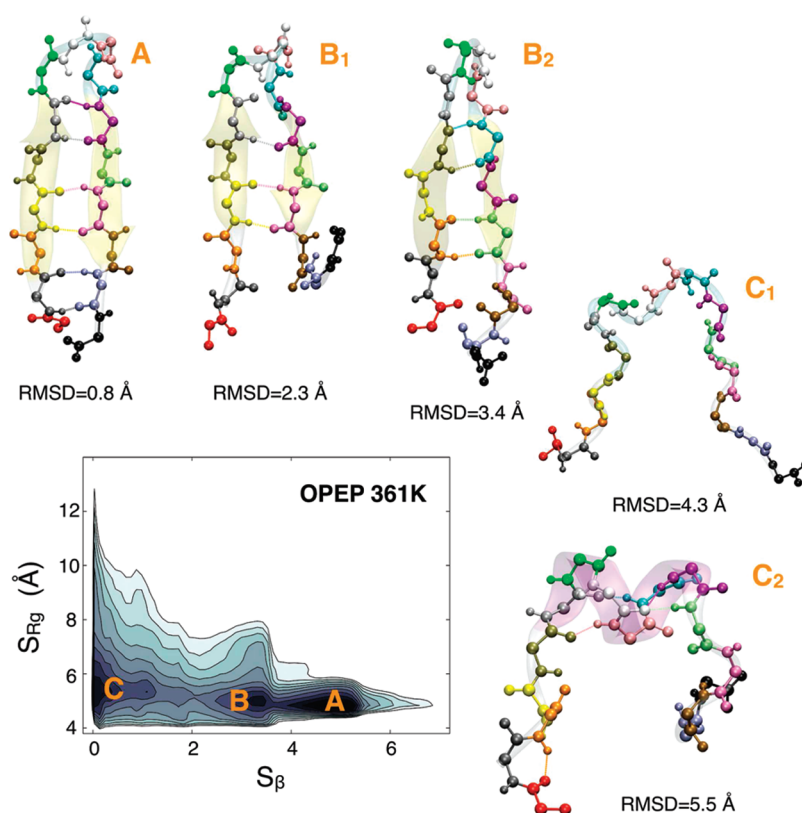 A
B1
B2
RMSD=0.8 Å
RMSD=2.3 Å
RMSD=3.4 Å
C1
RMSD=4.3 Å
OPEP 361K
SRg (Å)
12
10
8
6
4
C
B
A
0
2
4
6
Sβ
C2
RMSD=5.5 Å